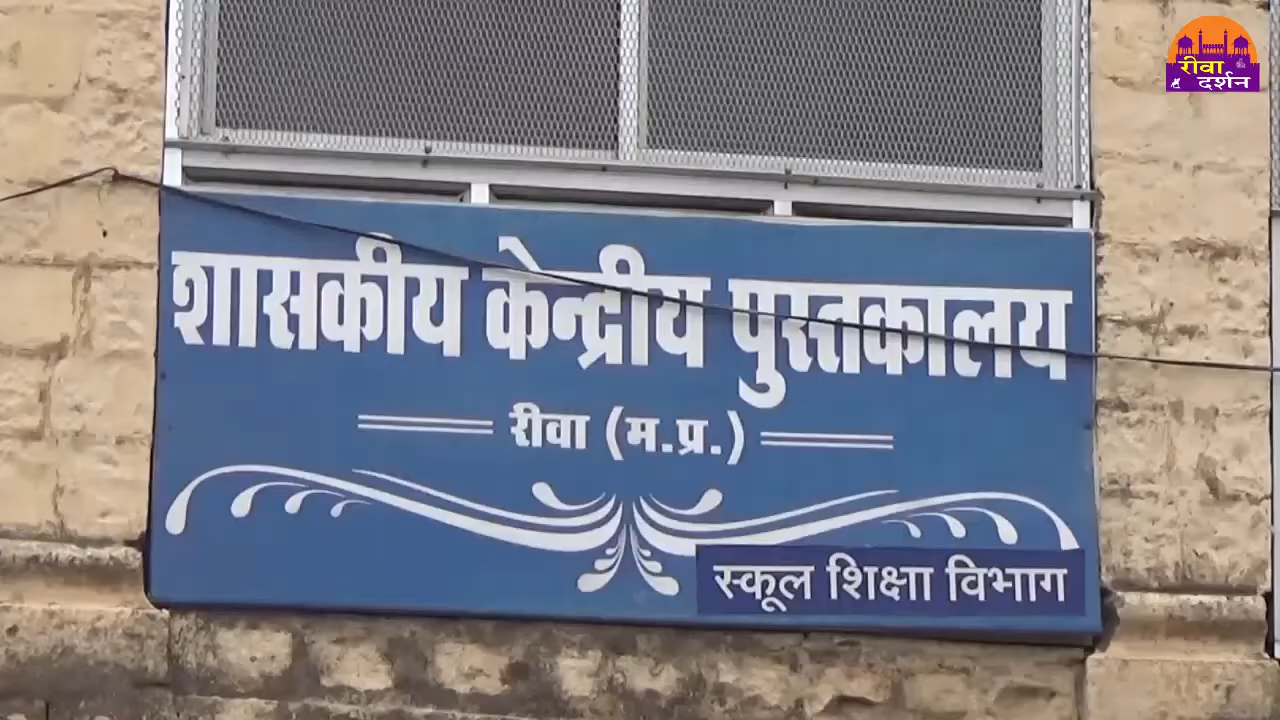 रीवा
दर्शन
शासकीय केन्द्रीय पुस्तकालय
रीवा (म.प्र.)
स्कूल शिक्षा विभाग